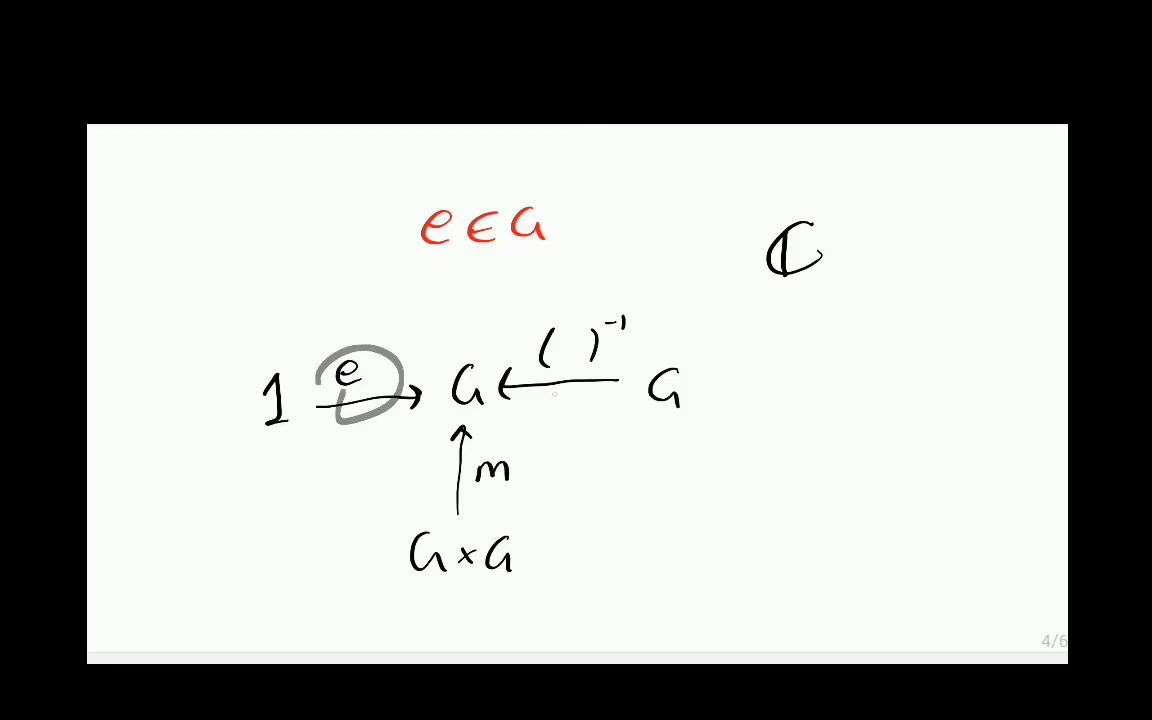 e ∈ G
ℂ
( )⁻¹
e
1 → G ← G
↑ m
G × G
4/6